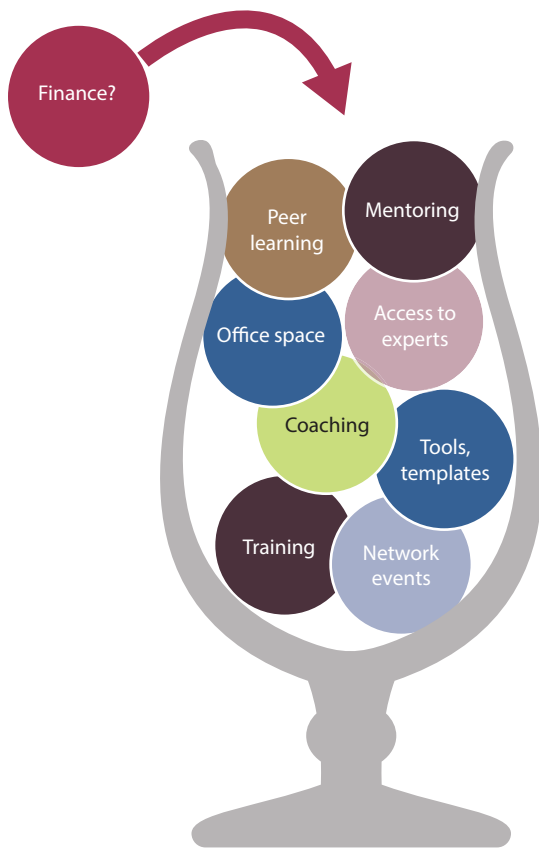 Finance?
Peer
learning
Mentoring
Office space
Access to
experts
Coaching
Tools,
templates
Training
Network
events